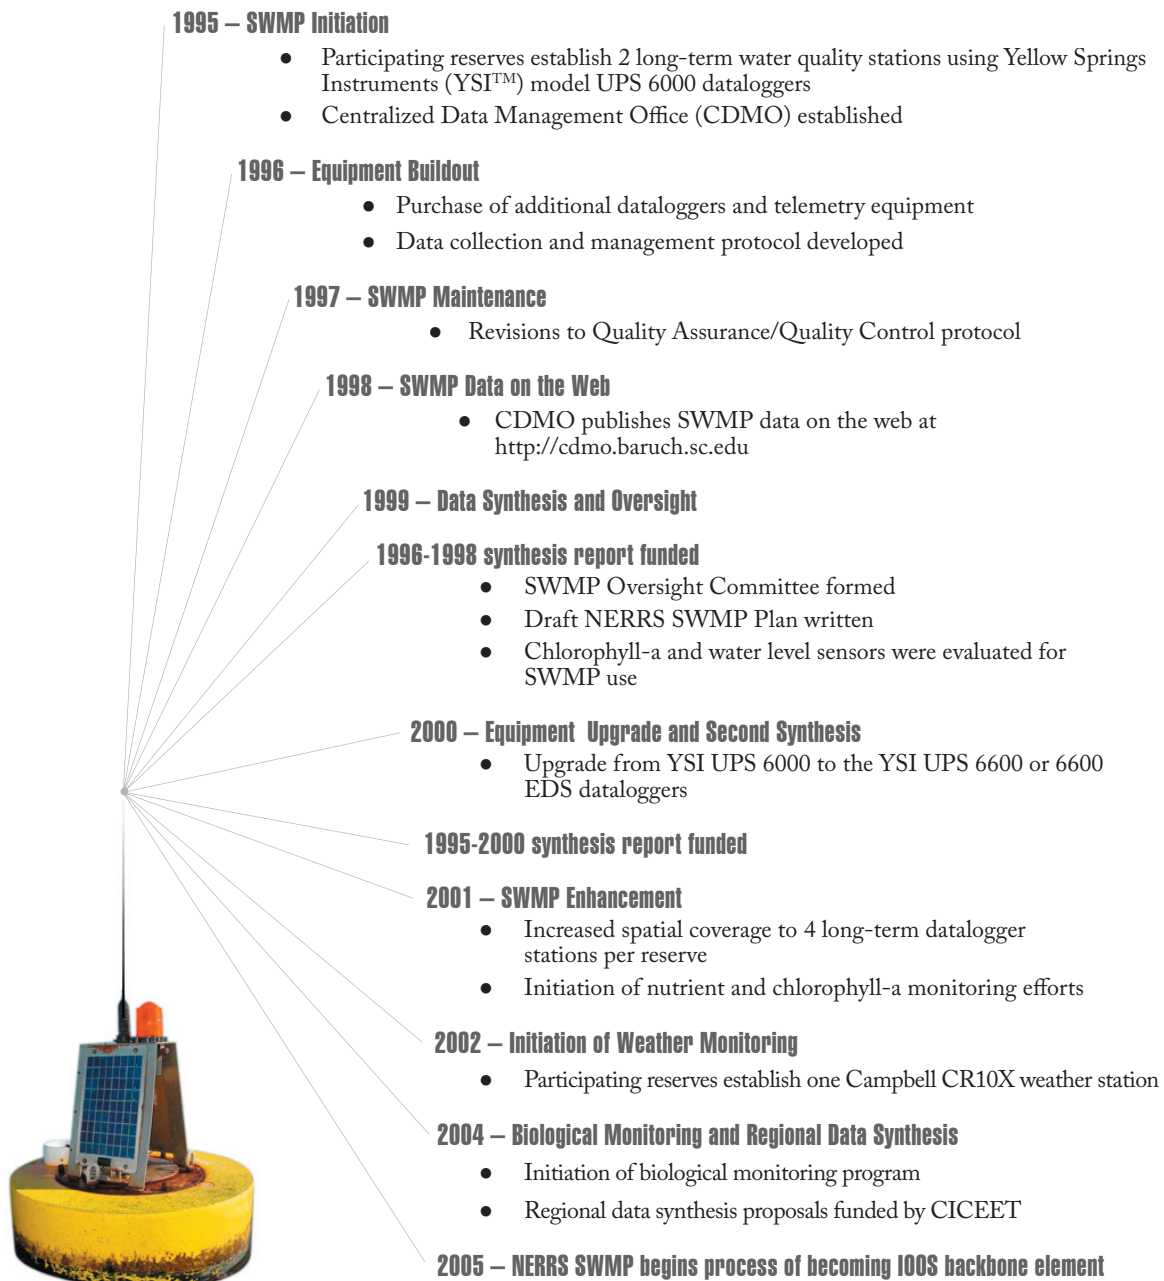 1995 – SWMP Initiation
● Participating reserves establish 2 long-term water quality stations using Yellow Springs
Instruments (YSI™) model UPS 6000 dataloggers
● Centralized Data Management Office (CDMO) established
1996 – Equipment Buildout
● Purchase of additional dataloggers and telemetry equipment
● Data collection and management protocol developed
1997 – SWMP Maintenance
● Revisions to Quality Assurance/Quality Control protocol
1998 – SWMP Data on the Web
● CDMO publishes SWMP data on the web at
http://cdmo.baruch.sc.edu
1999 – Data Synthesis and Oversight
1996-1998 synthesis report funded
● SWMP Oversight Committee formed
● Draft NERRS SWMP Plan written
● Chlorophyll-a and water level sensors were evaluated for
SWMP use
2000 – Equipment Upgrade and Second Synthesis
● Upgrade from YSI UPS 6000 to the YSI UPS 6600 or 6600
EDS dataloggers
1995-2000 synthesis report funded
2001 – SWMP Enhancement
● Increased spatial coverage to 4 long-term datalogger
stations per reserve
● Initiation of nutrient and chlorophyll-a monitoring efforts
2002 – Initiation of Weather Monitoring
● Participating reserves establish one Campbell CR10X weather station
2004 – Biological Monitoring and Regional Data Synthesis
● Initiation of biological monitoring program
● Regional data synthesis proposals funded by CICEET
2005 – NERRS SWMP begins process of becoming IOOS backbone element